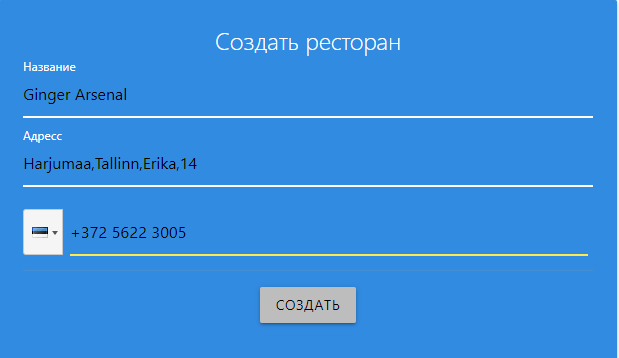 Создать ресторан
Название
Ginger Arsenal
Адресс
Harjumaa,Tallinn,Erika,14
+372 5622 3005
СОЗДАТЬ